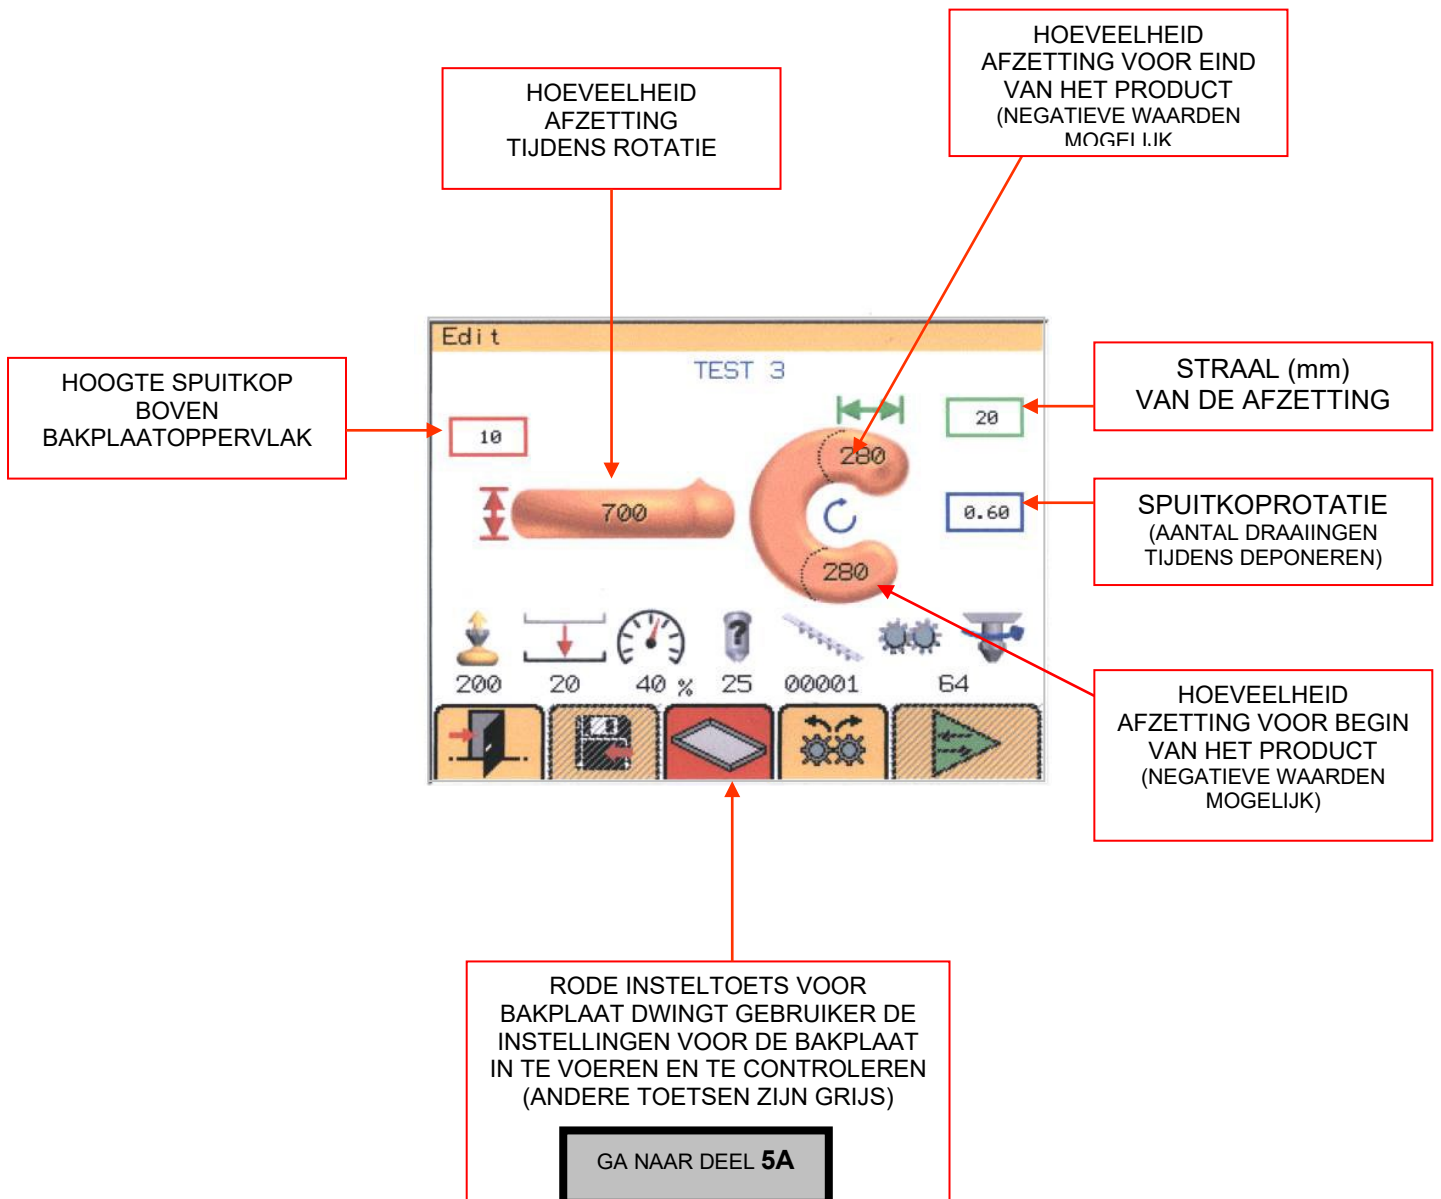 HOEVEELHEID
AFZETTING VOOR EIND
VAN HET PRODUCT
(NEGATIEVE WAARDEN
MOGELIJK
HOEVEELHEID
AFZETTING
TIJDENS ROTATIE
HOOGTE SPUITKOP
BOVEN
BAKPLAATOPPERVLAK
Edit
TEST 3
10
20
280
700
0.60
280
200 20 40 % 25 00001 64
STRAAL (mm)
VAN DE AFZETTING
SPUITKOPROTATIE
(AANTAL DRAAIINGEN
TIJDENS DEPONEREN)
HOEVEELHEID
AFZETTING VOOR BEGIN
VAN HET PRODUCT
(NEGATIEVE WAARDEN
MOGELIJK)
RODE INSTELTOETS VOOR
BAKPLAAT DWINGT GEBRUIKER DE
INSTELLINGEN VOOR DE BAKPLAAT
IN TE VOEREN EN TE CONTROLEREN
(ANDERE TOETSEN ZIJN GRIJS)
GA NAAR DEEL 5A